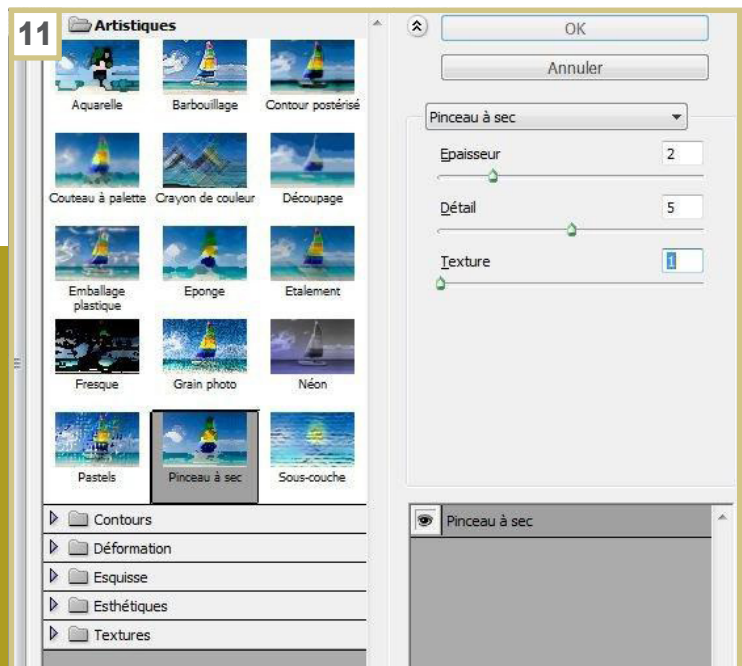 11
Artistiques
Aquarelle Barbouillage Contour postérisé
Couteau à palette Crayon de couleur Découpage
Emballage plastique Eponge Etalement
Fresque Grain photo Néon
Pastels Pinceau à sec Sous-couche
Contours
Déformation
Esquisse
Esthétiques
Textures
OK
Annuler
Pinceau à sec
Epaisseur 2
Détail 5
Texture 1
Pinceau à sec